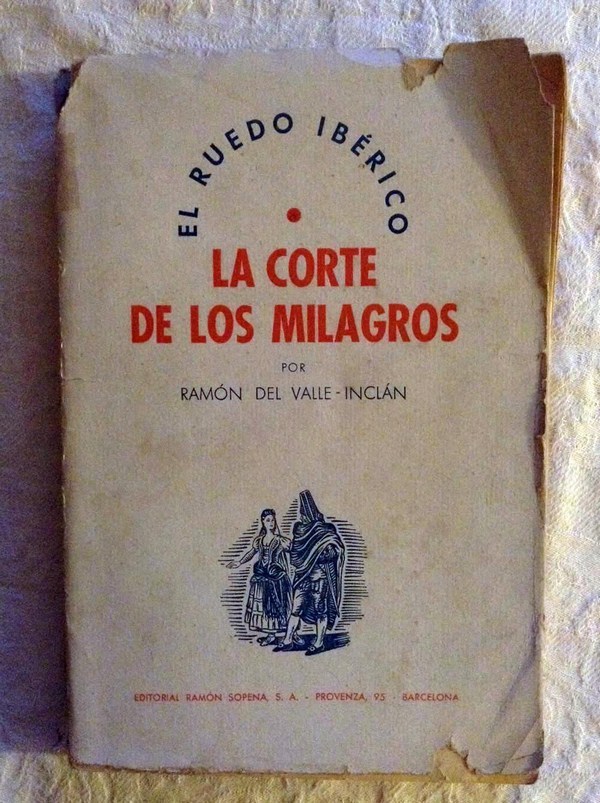 EL RUEDO IBÉRICO
LA CORTE
DE LOS MILAGROS
POR
RAMÓN DEL VALLE-INCLÁN
EDITORIAL RAMÓN SOPENA, S. A. - PROVENZA, 95 - BARCELONA